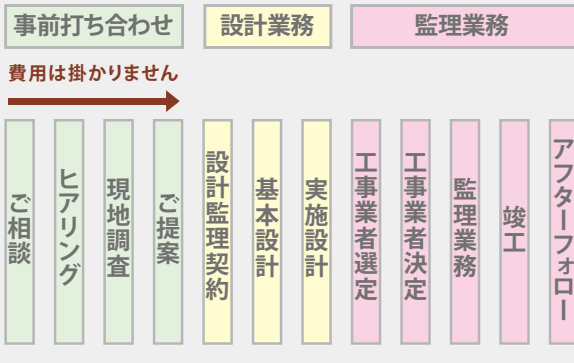 事前打ち合わせ
設計業務
監理業務
費用は掛かりません
ご相談
ヒアリング
現地調査
ご提案
設計監理契約
基本設計
実施設計
工事業者選定
工事業者決定
監理業務
竣工
アフターフォロー